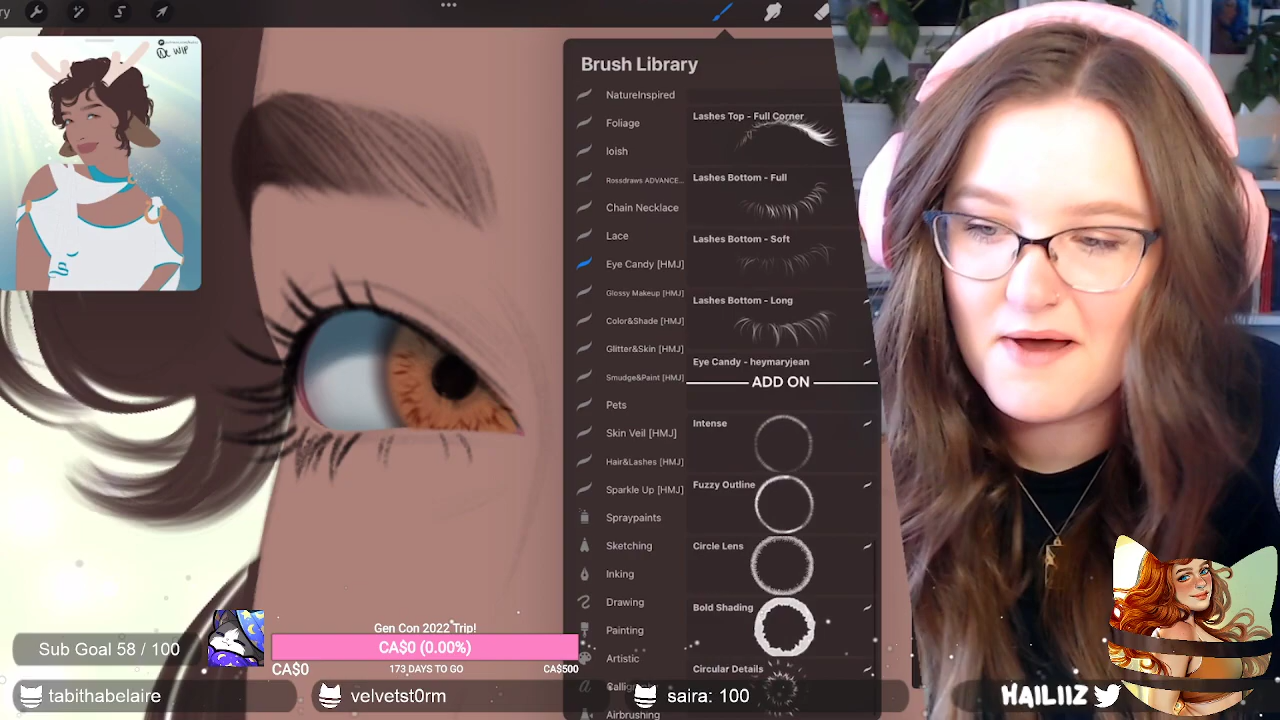 ry
WIP
Brush Library
NatureInspired
Foliage
loish
Rossdraws ADVANCE...
Chain Necklace
Lace
Eye Candy [HMJ]
Glossy Makeup [HMJ]
Color&Shade [HMJ]
Glitter&Skin [HMJ]
Smudge&Paint [HMJ]
Pets
Skin Veil [HMJ]
Hair&Lashes [HMJ]
Sparkle Up [HMJ]
Spraypaints
Sketching
Inking
Drawing
Painting
Artistic
Airbrushing
Lashes Top - Full Corner
Lashes Bottom - Full
Lashes Bottom - Soft
Lashes Bottom - Long
Eye Candy - heymaryjean
ADD ON
Intense
Fuzzy Outline
Circle Lens
Bold Shading
Circular Details
Gen Con 2022 Trip!
Sub Goal 58 / 100
CA$0 (0.00%)
CA$0
173 DAYS TO GO
CA$500
tabithabelaire
velvetst0rm
saira: 100
HAILIIZ